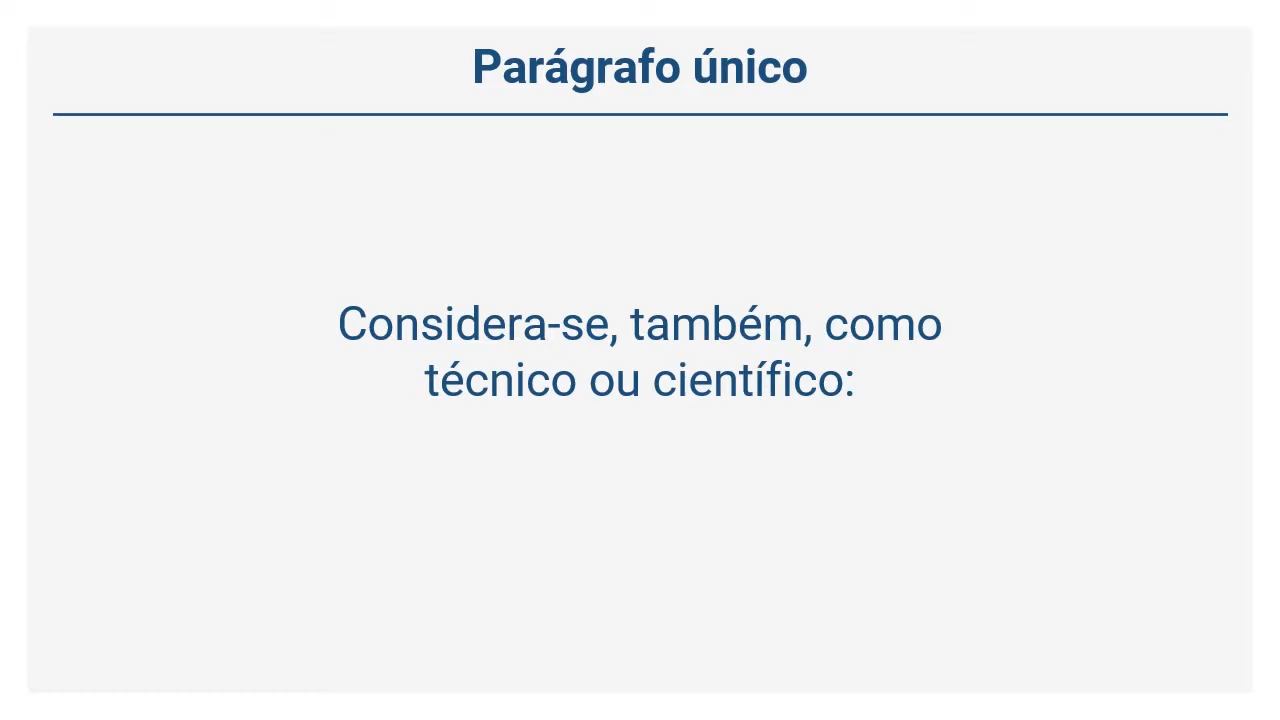 Parágrafo único
Considera-se, também, como
técnico ou científico: